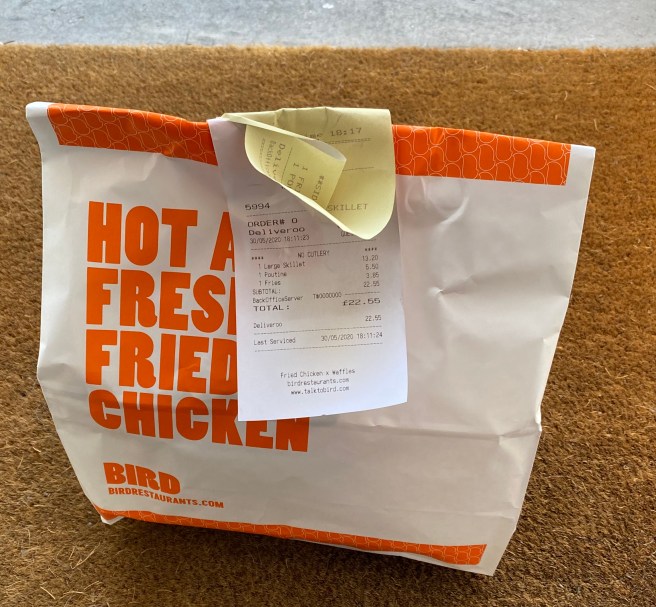 18:17
5994
SKILLET
ORDER# 0
Deliveroo
30/05/2020 18:11:23
**** NO CUTLERY ****
1 Large Skillet 13.20
1 Poutine 5.50
1 Fries 3.85
SUBTOTAL: 22.55
BackOfficeServer TW000000
TOTAL: £22.55
Deliveroo 22.55
Last Serviced 30/05/2020 18:11:24
Fried Chicken x Waffles
birdrestaurants.com
www.talktobird.com
HOT A
FRES
FRIED
CHICKEN
BIRD
BIRDRESTAURANTS.COM